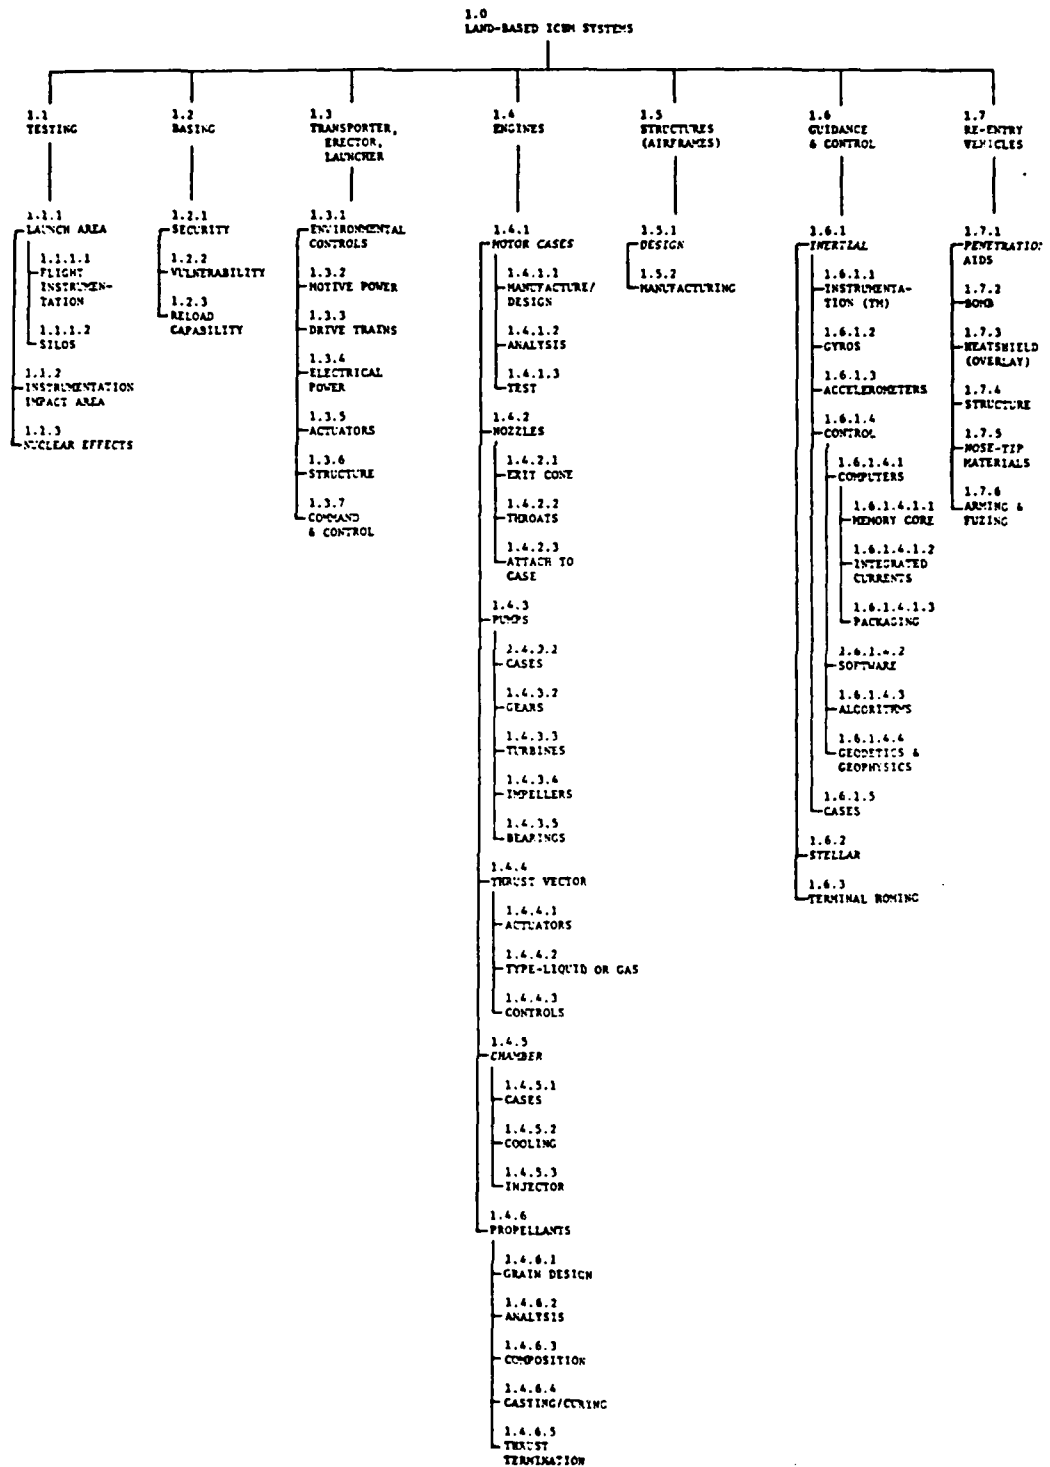 1.0
LAND-BASED ICBM SYSTEMS
1.1
TESTING
1.1.1
LAUNCH AREA
1.1.1.1
FLIGHT
INSTRUMEN-
TATION
1.1.1.2
SILOS
1.1.2
INSTRUMENTATION
IMPACT AREA
1.1.3
NUCLEAR EFFECTS
1.2
BASING
1.2.1
SECURITY
1.2.2
VULNERABILITY
1.2.3
RELOAD
CAPABILITY
1.3
TRANSPORTER,
ERECTOR,
LAUNCHER
1.3.1
ENVIRONMENTAL
CONTROLS
1.3.2
MOTIVE POWER
1.3.3
DRIVE TRAINS
1.3.4
ELECTRICAL
POWER
1.3.5
ACTUATORS
1.3.6
STRUCTURE
1.3.7
COMMAND
& CONTROL
1.4
ENGINES
1.4.1
MOTOR CASES
1.4.1.1
MANUFACTURE/
DESIGN
1.4.1.2
ANALYSIS
1.4.1.3
TEST
1.4.2
NOZZLES
1.4.2.1
EXIT CONE
1.4.2.2
THROATS
1.4.2.3
ATTACH TO
CASE
1.4.3
PUMPS
1.4.3.1
CASES
1.4.3.2
GEARS
1.4.3.3
TURBINES
1.4.3.4
IMPELLERS
1.4.3.5
BEARINGS
1.4.4
THRUST VECTOR
1.4.4.1
ACTUATORS
1.4.4.2
TYPE-LIQUID OR GAS
1.4.4.3
CONTROLS
1.4.5
CHAMBER
1.4.5.1
CASES
1.4.5.2
COOLING
1.4.5.3
INJECTOR
1.4.6
PROPELLANTS
1.4.6.1
GRAIN DESIGN
1.4.6.2
ANALYSIS
1.4.6.3
COMPOSITION
1.4.6.4
CASTING/CURING
1.4.6.5
THRUST
TERMINATION
1.5
STRUCTURES
(AIRFRAMES)
1.5.1
DESIGN
1.5.2
MANUFACTURING
1.6
GUIDANCE
& CONTROL
1.6.1
INERTIAL
1.6.1.1
INSTRUMENTA-
TION (TM)
1.6.1.2
GYROS
1.6.1.3
ACCELEROMETERS
1.6.1.4
CONTROL
1.6.1.4.1
COMPUTERS
1.6.1.4.1.1
MEMORY CORE
1.6.1.4.1.2
INTEGRATED
CURRENTS
1.6.1.4.1.3
PACKAGING
1.6.1.4.2
SOFTWARE
1.6.1.4.3
ALGORITHMS
1.6.1.4.4
GEODETICS &
GEOPHYSICS
1.6.1.5
CASES
1.6.2
STELLAR
1.6.3
TERMINAL HOMING
1.7
RE-ENTRY
VEHICLES
1.7.1
PENETRATION
AIDS
1.7.2
BOMB
1.7.3
HEATSHIELD
(OVERLAY)
1.7.4
STRUCTURE
1.7.5
NOSE-TIP
MATERIALS
1.7.6
ARMING &
FUZING